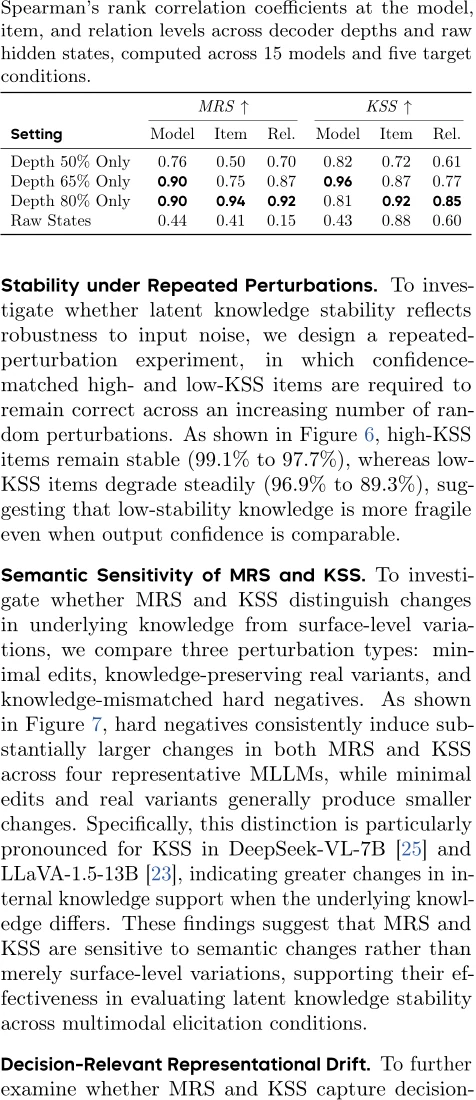 Spearman's rank correlation coefficients at the model,
item, and relation levels across decoder depths and raw
hidden states, computed across 15 models and five target
conditions.
MRS ↑ KSS ↑
Setting Model Item Rel. Model Item Rel.
Depth 50% Only 0.76 0.50 0.70 0.82 0.72 0.61
Depth 65% Only 0.90 0.75 0.87 0.96 0.87 0.77
Depth 80% Only 0.90 0.94 0.92 0.81 0.92 0.85
Raw States 0.44 0.41 0.15 0.43 0.88 0.60
Stability under Repeated Perturbations. To inves-
tigate whether latent knowledge stability reflects
robustness to input noise, we design a repeated-
perturbation experiment, in which confidence-
matched high- and low-KSS items are required to
remain correct across an increasing number of ran-
dom perturbations. As shown in Figure 6, high-KSS
items remain stable (99.1% to 97.7%), whereas low-
KSS items degrade steadily (96.9% to 89.3%), sug-
gesting that low-stability knowledge is more fragile
even when output confidence is comparable.
Semantic Sensitivity of MRS and KSS. To investi-
gate whether MRS and KSS distinguish changes
in underlying knowledge from surface-level varia-
tions, we compare three perturbation types: min-
imal edits, knowledge-preserving real variants, and
knowledge-mismatched hard negatives. As shown
in Figure 7, hard negatives consistently induce sub-
stantially larger changes in both MRS and KSS
across four representative MLLMs, while minimal
edits and real variants generally produce smaller
changes. Specifically, this distinction is particularly
pronounced for KSS in DeepSeek-VL-7B [25] and
LLaVA-1.5-13B [23], indicating greater changes in in-
ternal knowledge support when the underlying knowl-
edge differs. These findings suggest that MRS and
KSS are sensitive to semantic changes rather than
merely surface-level variations, supporting their ef-
fectiveness in evaluating latent knowledge stability
across multimodal elicitation conditions.
Decision-Relevant Representational Drift. To further
examine whether MRS and KSS capture decision-